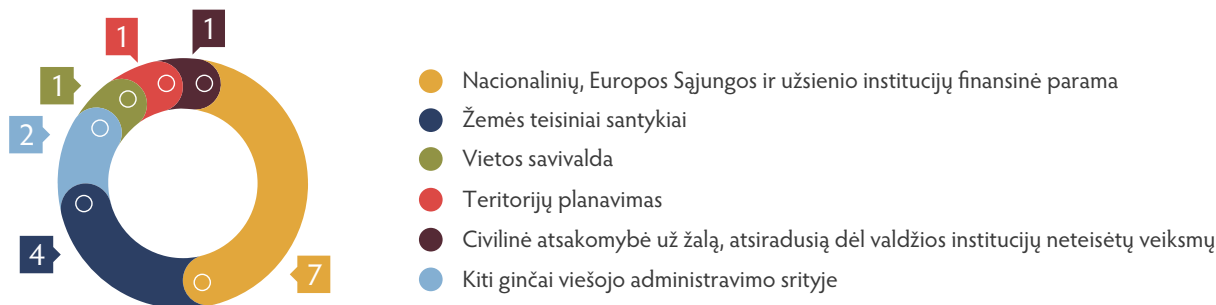 1
1
1
2
4
7
Nacionalinių, Europos Sąjungos ir užsienio institucijų finansinė parama
Žemės teisiniai santykiai
Vietos savivalda
Teritorijų planavimas
Civilinė atsakomybė už žalą, atsiradusią dėl valdžios institucijų neteisėtų veiksmų
Kiti ginčai viešojo administravimo srityje